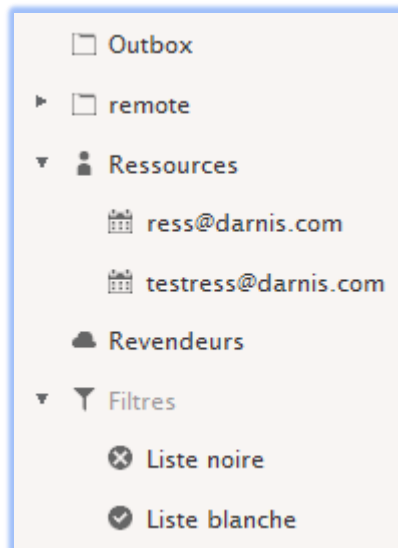 Outbox
remote
Ressources
ress@darnis.com
testress@darnis.com
Revendeurs
Filtres
Liste noire
Liste blanche